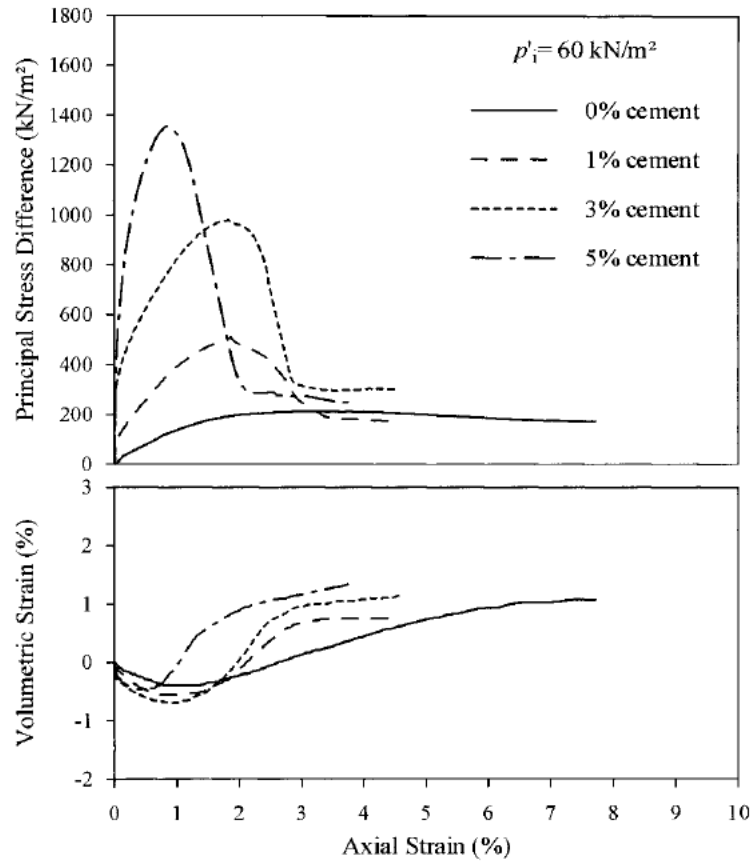 Principal Stress Difference (kN/m²)
1800
1600
1400
1200
1000
800
600
400
200
0
p'i= 60 kN/m²
0% cement
1% cement
3% cement
5% cement
Volumetric Strain (%)
3
2
1
0
-1
-2
0 1 2 3 4 5 6 7 8 9 10
Axial Strain (%)